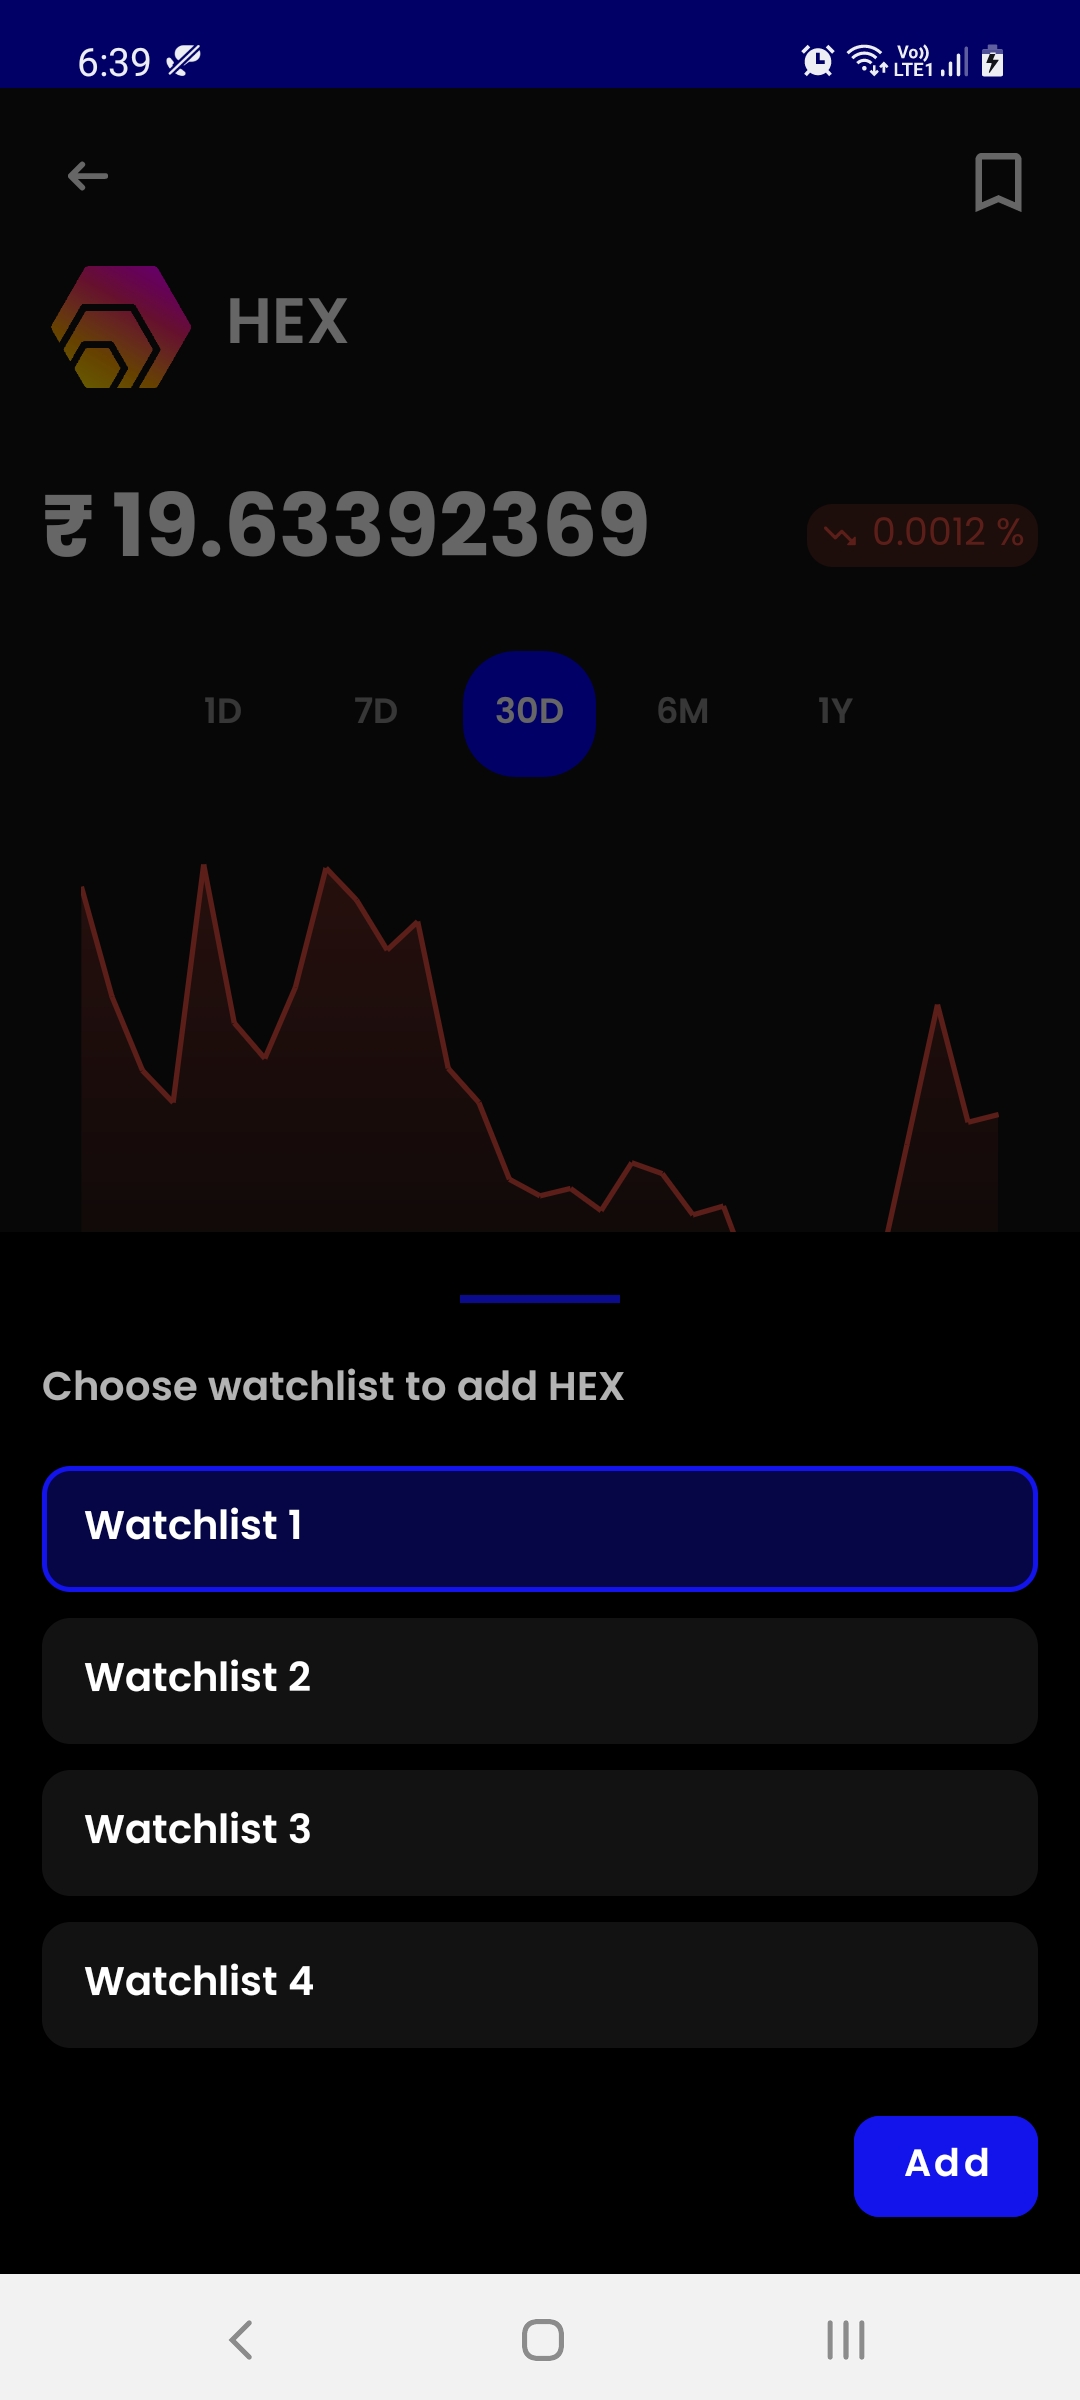 6:39 Vo)) LTE1
HEX
₹ 19.63392369 0.0012 %
1D 7D 30D 6M 1Y
Choose watchlist to add HEX
Watchlist 1
Watchlist 2
Watchlist 3
Watchlist 4
Add